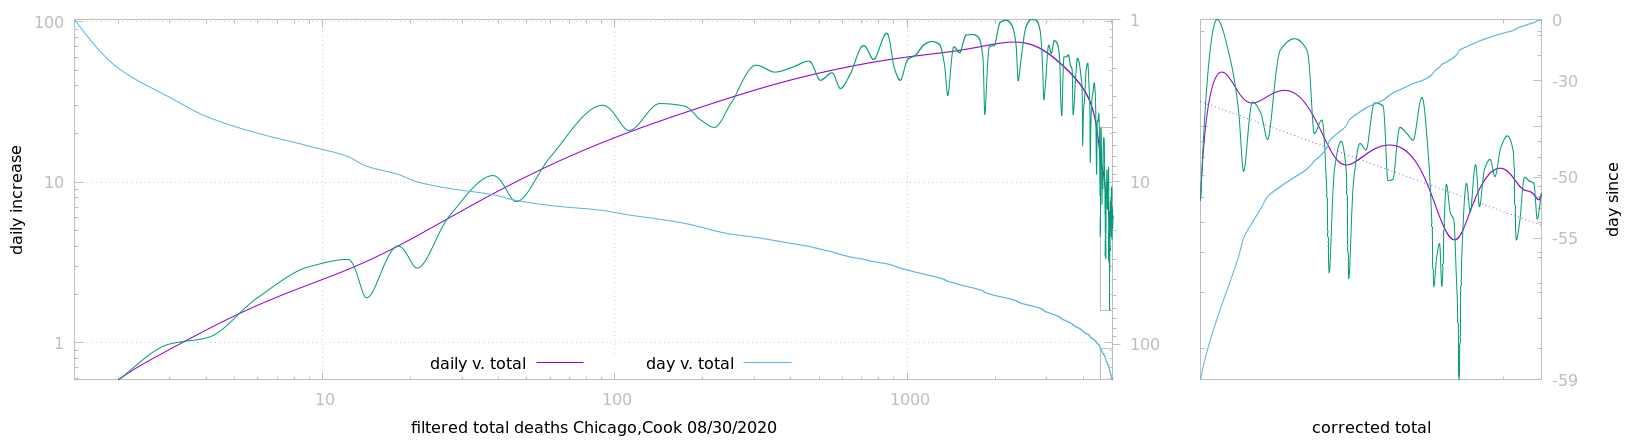 100
10
1
daily increase
10
100
1000
filtered total deaths Chicago,Cook 08/30/2020
daily v. total
day v. total
1
10
100
0
-30
-50
-55
-59
day since
corrected total